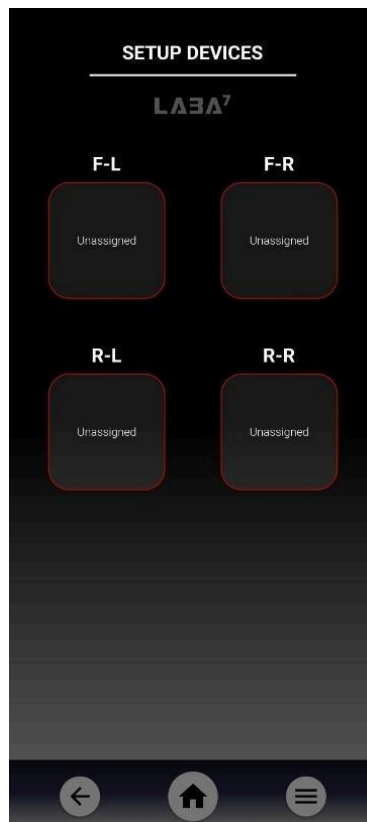 SETUP DEVICES
LABA7
F-L F-R
Unassigned Unassigned
R-L R-R
Unassigned Unassigned